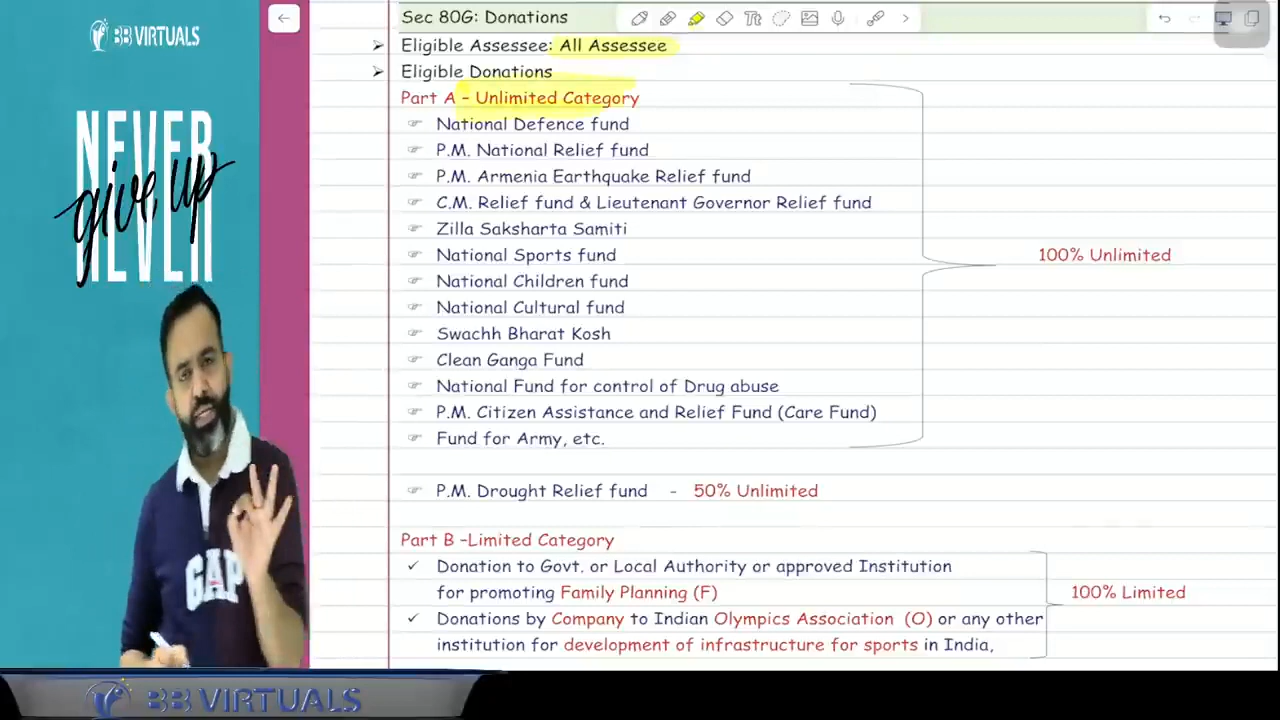 BB VIRTUALS
NEVER
give up
NEVER
GAP
Sec 80G: Donations
Eligible Assessee: All Assessee
Eligible Donations
Part A – Unlimited Category
National Defence fund
P.M. National Relief fund
P.M. Armenia Earthquake Relief fund
C.M. Relief fund & Lieutenant Governor Relief fund
Zilla Saksharta Samiti
National Sports fund
100% Unlimited
National Children fund
National Cultural fund
Swachh Bharat Kosh
Clean Ganga Fund
National Fund for control of Drug abuse
P.M. Citizen Assistance and Relief Fund (Care Fund)
Fund for Army, etc.
P.M. Drought Relief fund - 50% Unlimited
Part B –Limited Category
Donation to Govt. or Local Authority or approved Institution
for promoting Family Planning (F)
100% Limited
Donations by Company to Indian Olympics Association (O) or any other
institution for development of infrastructure for sports in India,
BB VIRTUALS